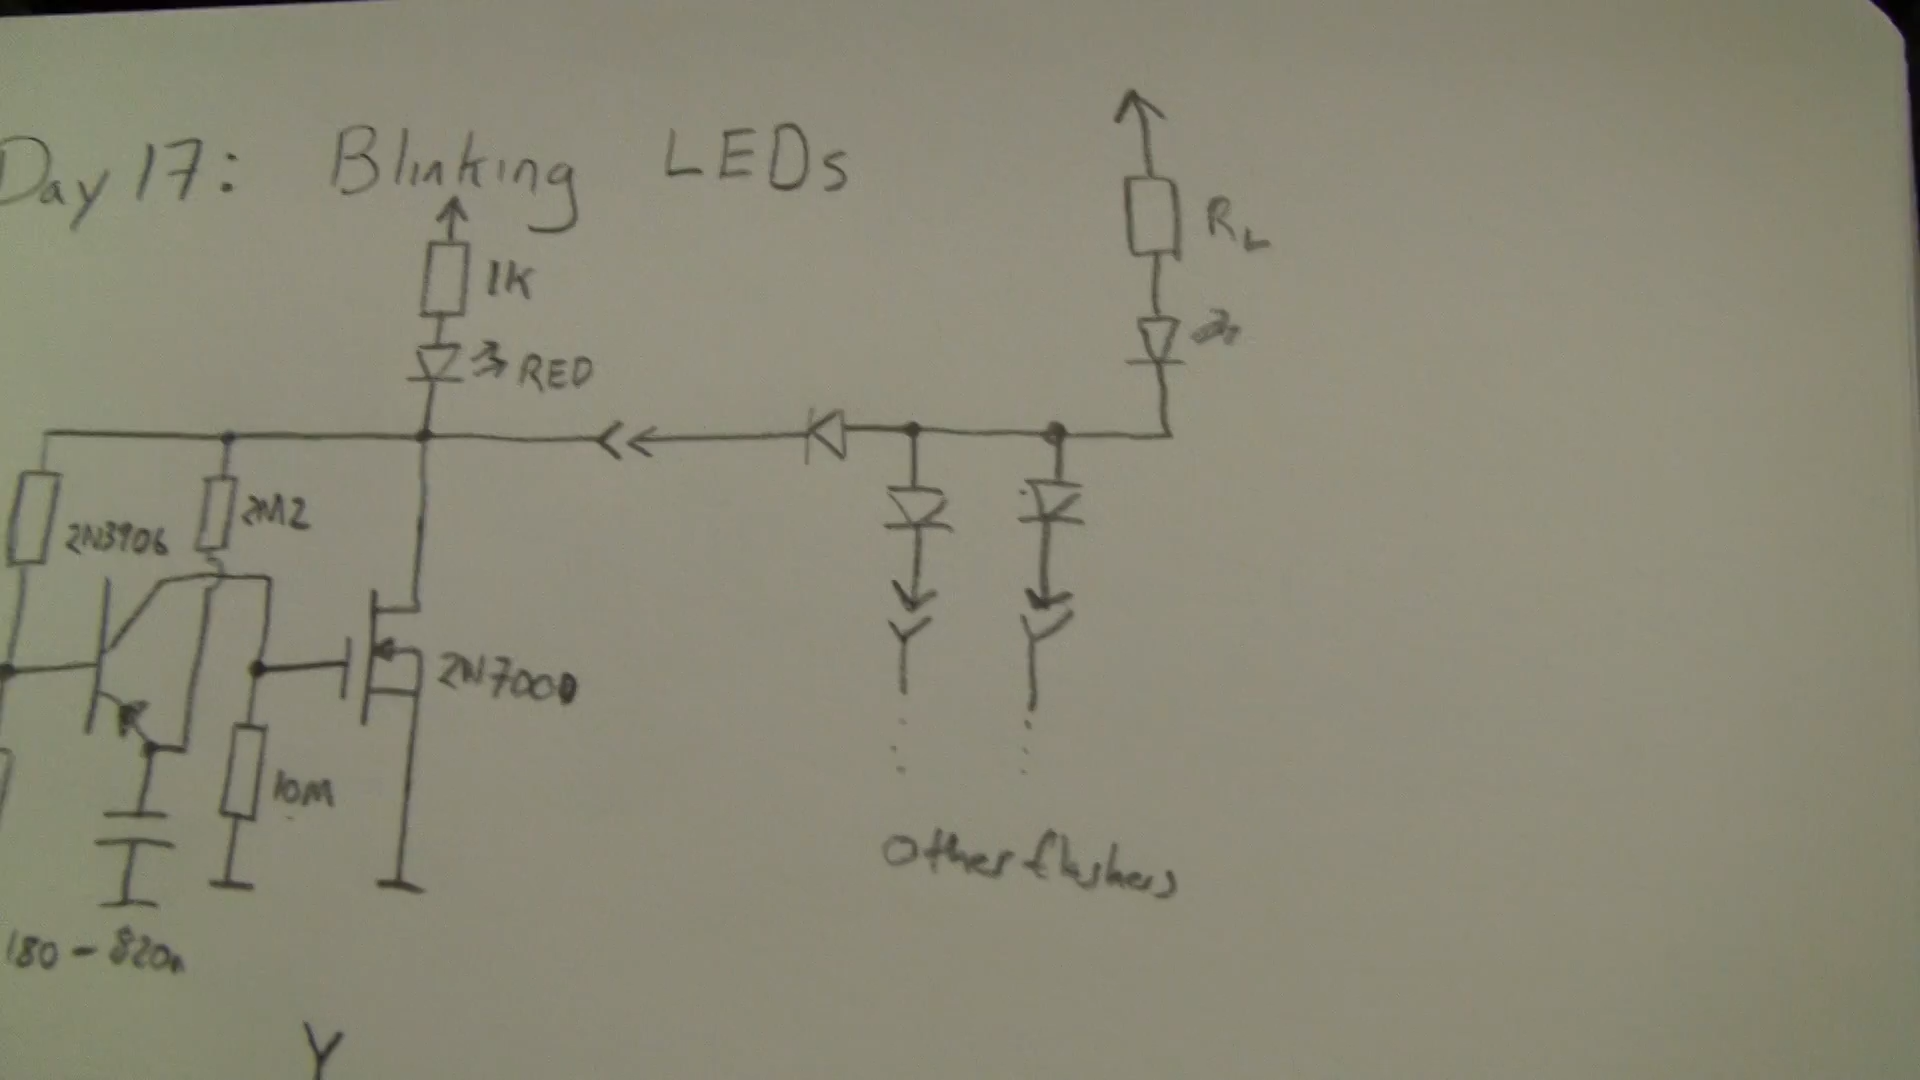 Day 17: Blinking LEDs
RL
1K
RED
2N3906
2M2
2N7000
10M
Other flashers
180 - 820n
Y